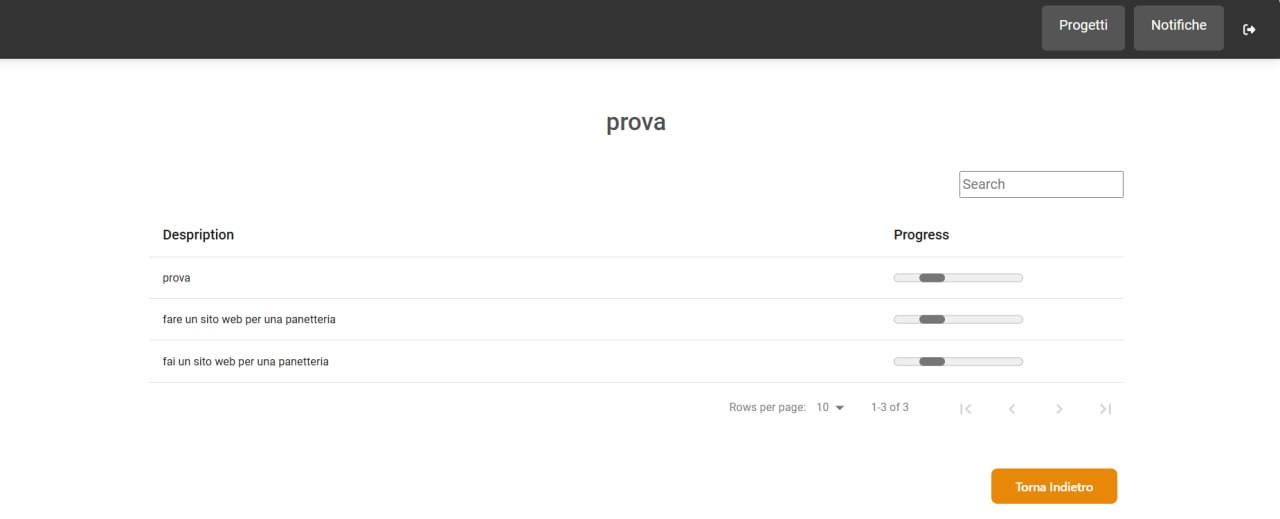 Progetti Notifiche
prova
Search
Despription Progress
prova
fare un sito web per una panetteria
fai un sito web per una panetteria
Rows per page: 10 1-3 of 3
Torna Indietro